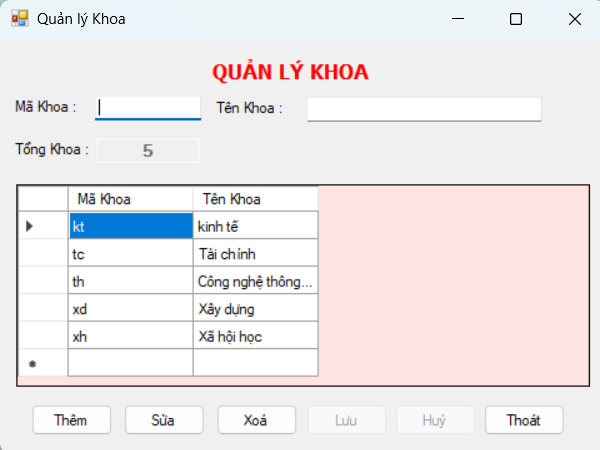 Quản lý Khoa
QUẢN LÝ KHOA
Mã Khoa : Tên Khoa :
Tổng Khoa : 5
Mã Khoa Tên Khoa
kt kinh tế
tc Tài chính
th Công nghệ thông...
xd Xây dựng
xh Xã hội học
Thêm Sửa Xoá Lưu Huỷ Thoát